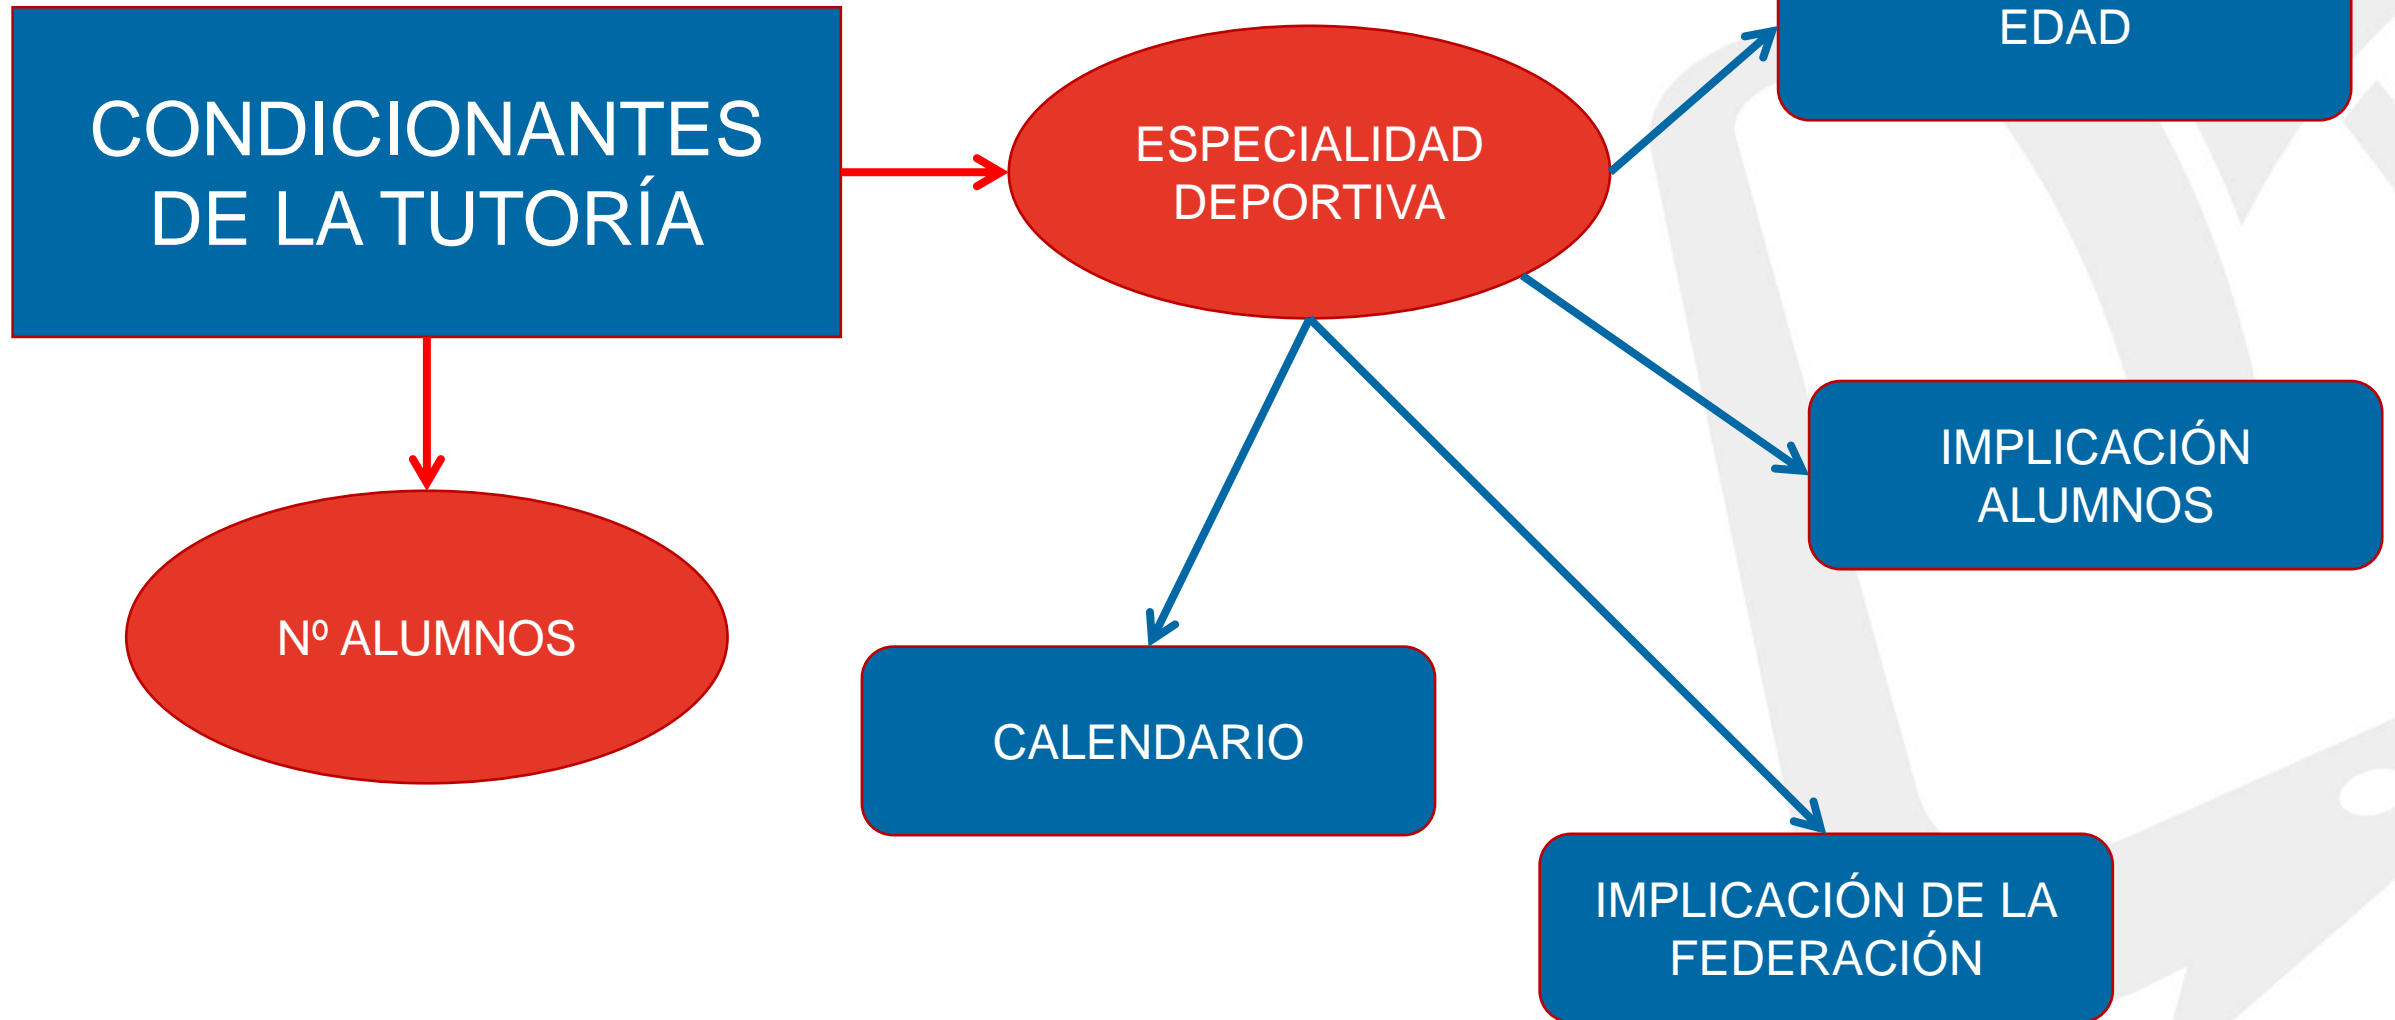 CONDICIONANTES
DE LA TUTORÍA
ESPECIALIDAD
DEPORTIVA
EDAD
IMPLICACIÓN
ALUMNOS
Nº ALUMNOS
CALENDARIO
IMPLICACIÓN DE LA
FEDERACIÓN